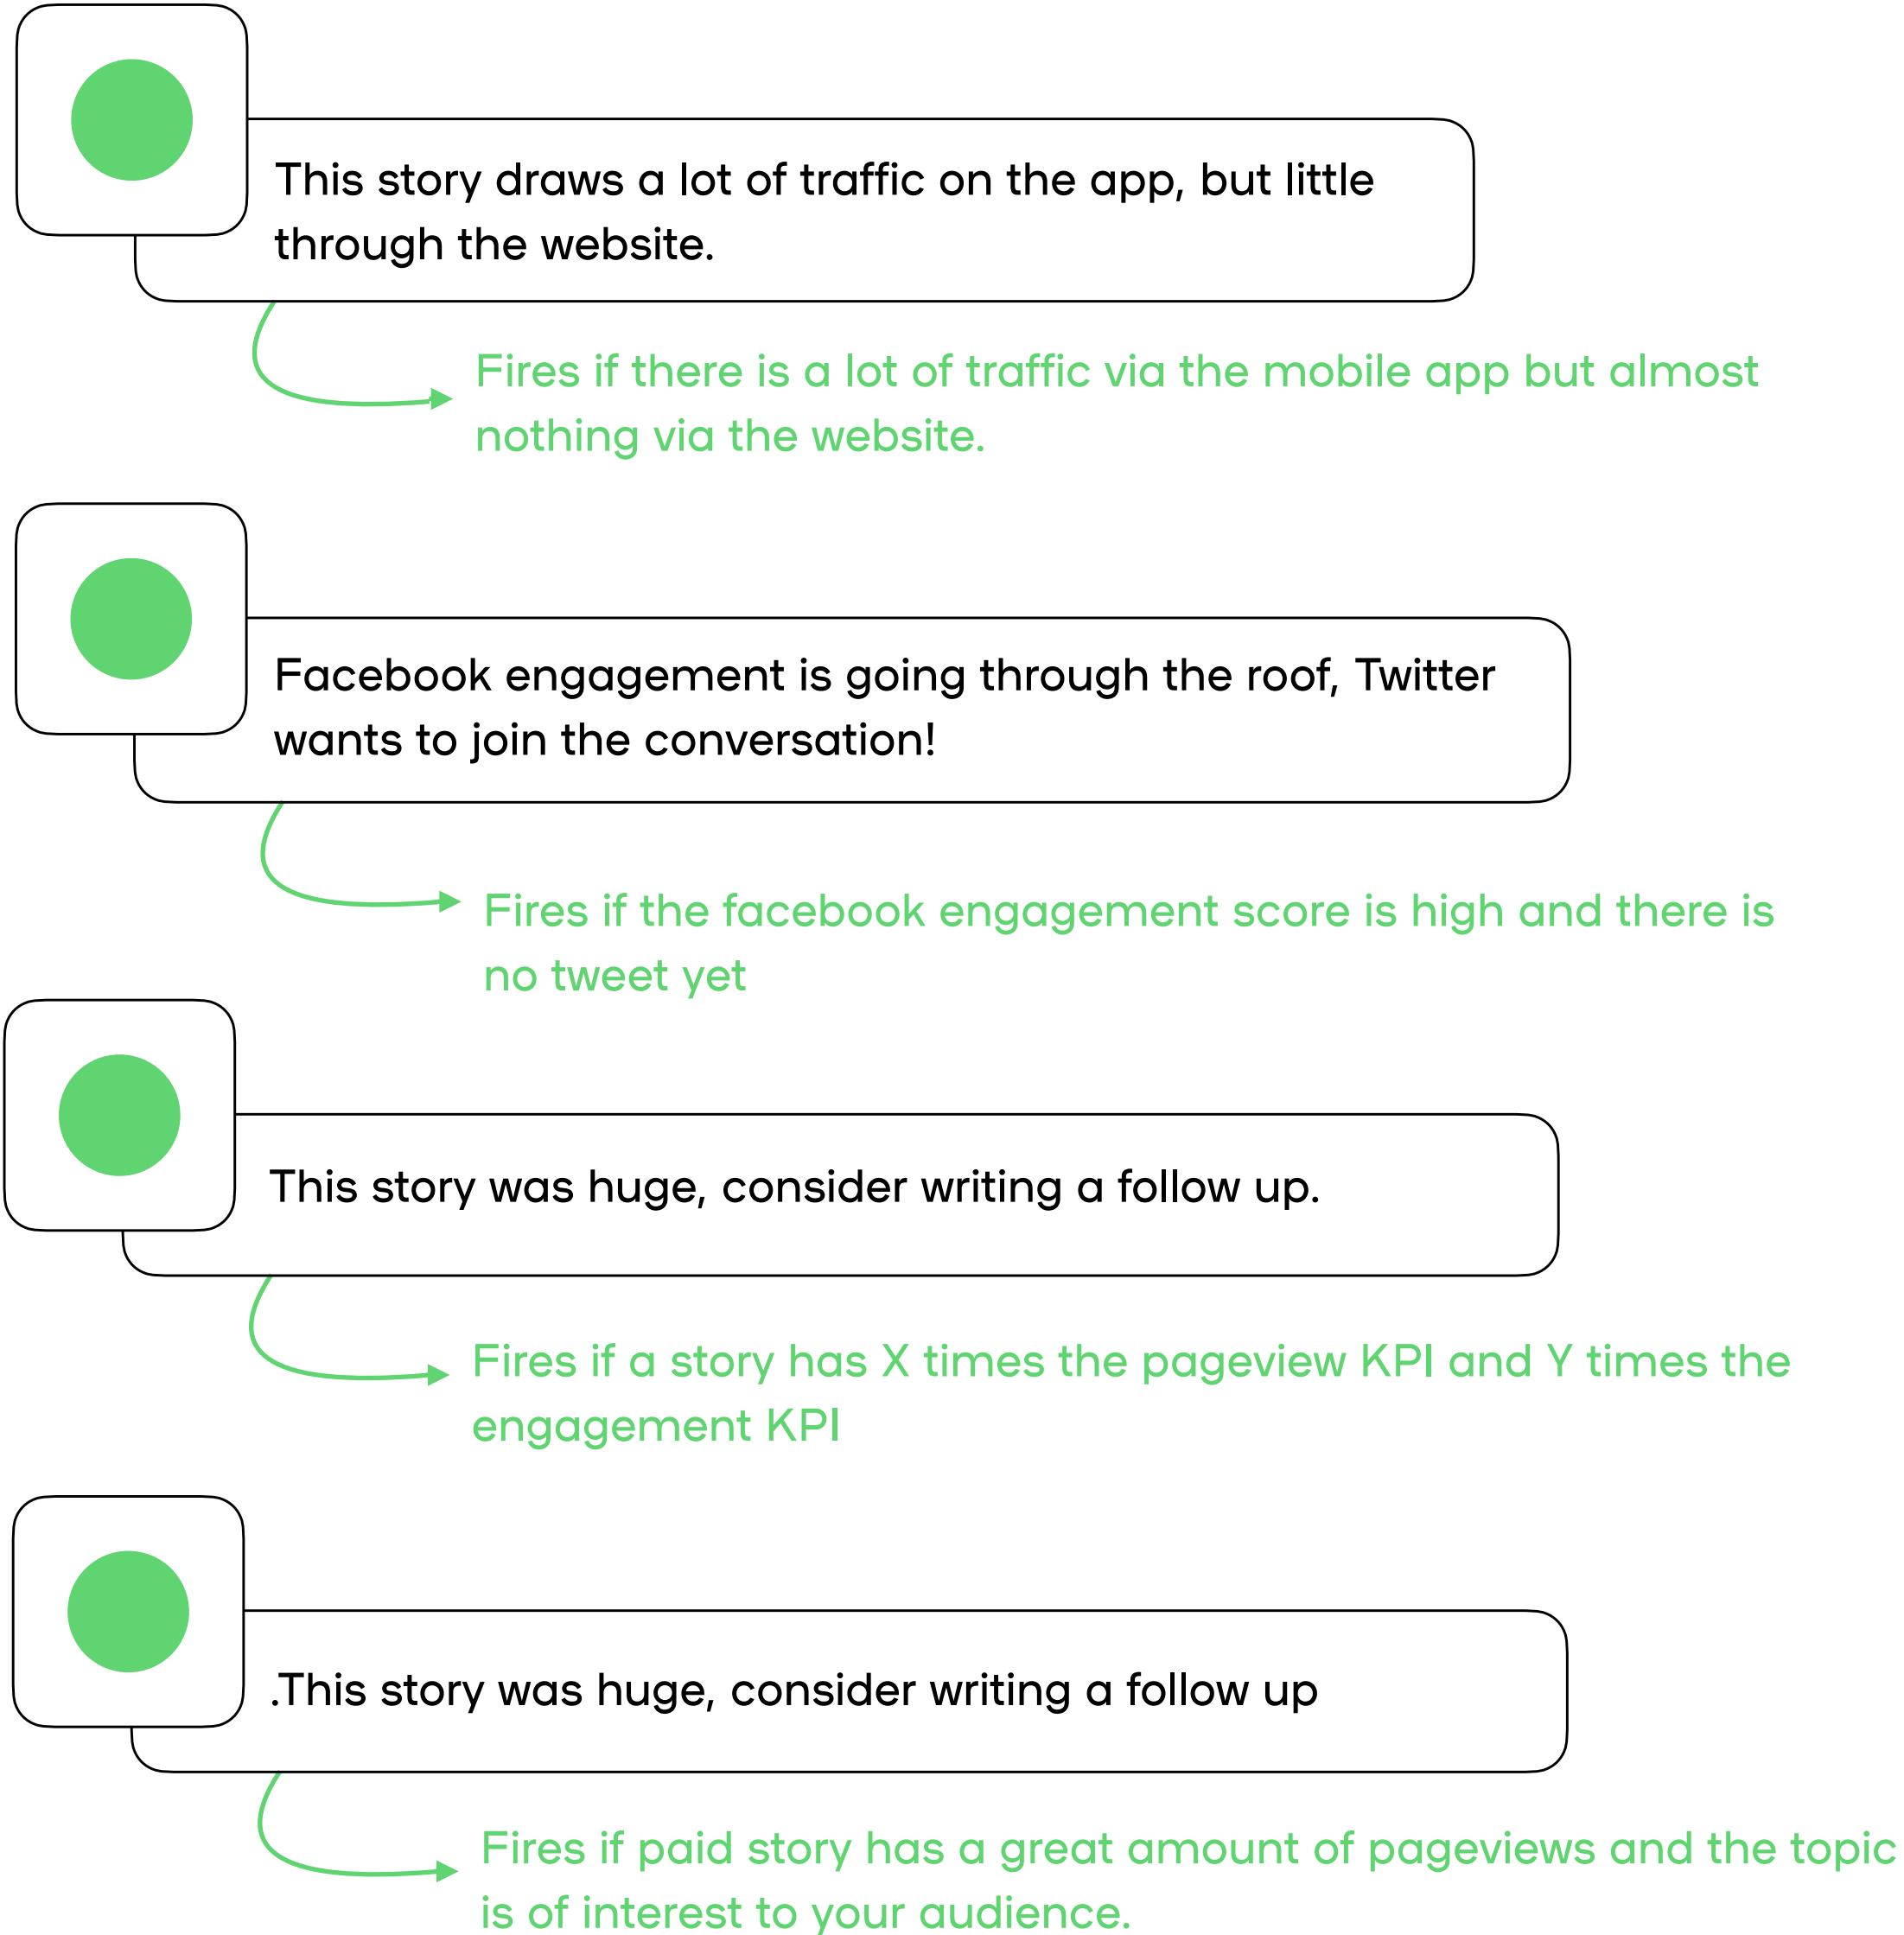 This story draws a lot of traffic on the app, but little
through the website.
Fires if there is a lot of traffic via the mobile app but almost
nothing via the website.
Facebook engagement is going through the roof, Twitter
wants to join the conversation!
Fires if the facebook engagement score is high and there is
no tweet yet
This story was huge, consider writing a follow up.
Fires if a story has X times the pageview KPI and Y times the
engagement KPI
.This story was huge, consider writing a follow up
Fires if paid story has a great amount of pageviews and the topic
is of interest to your audience.